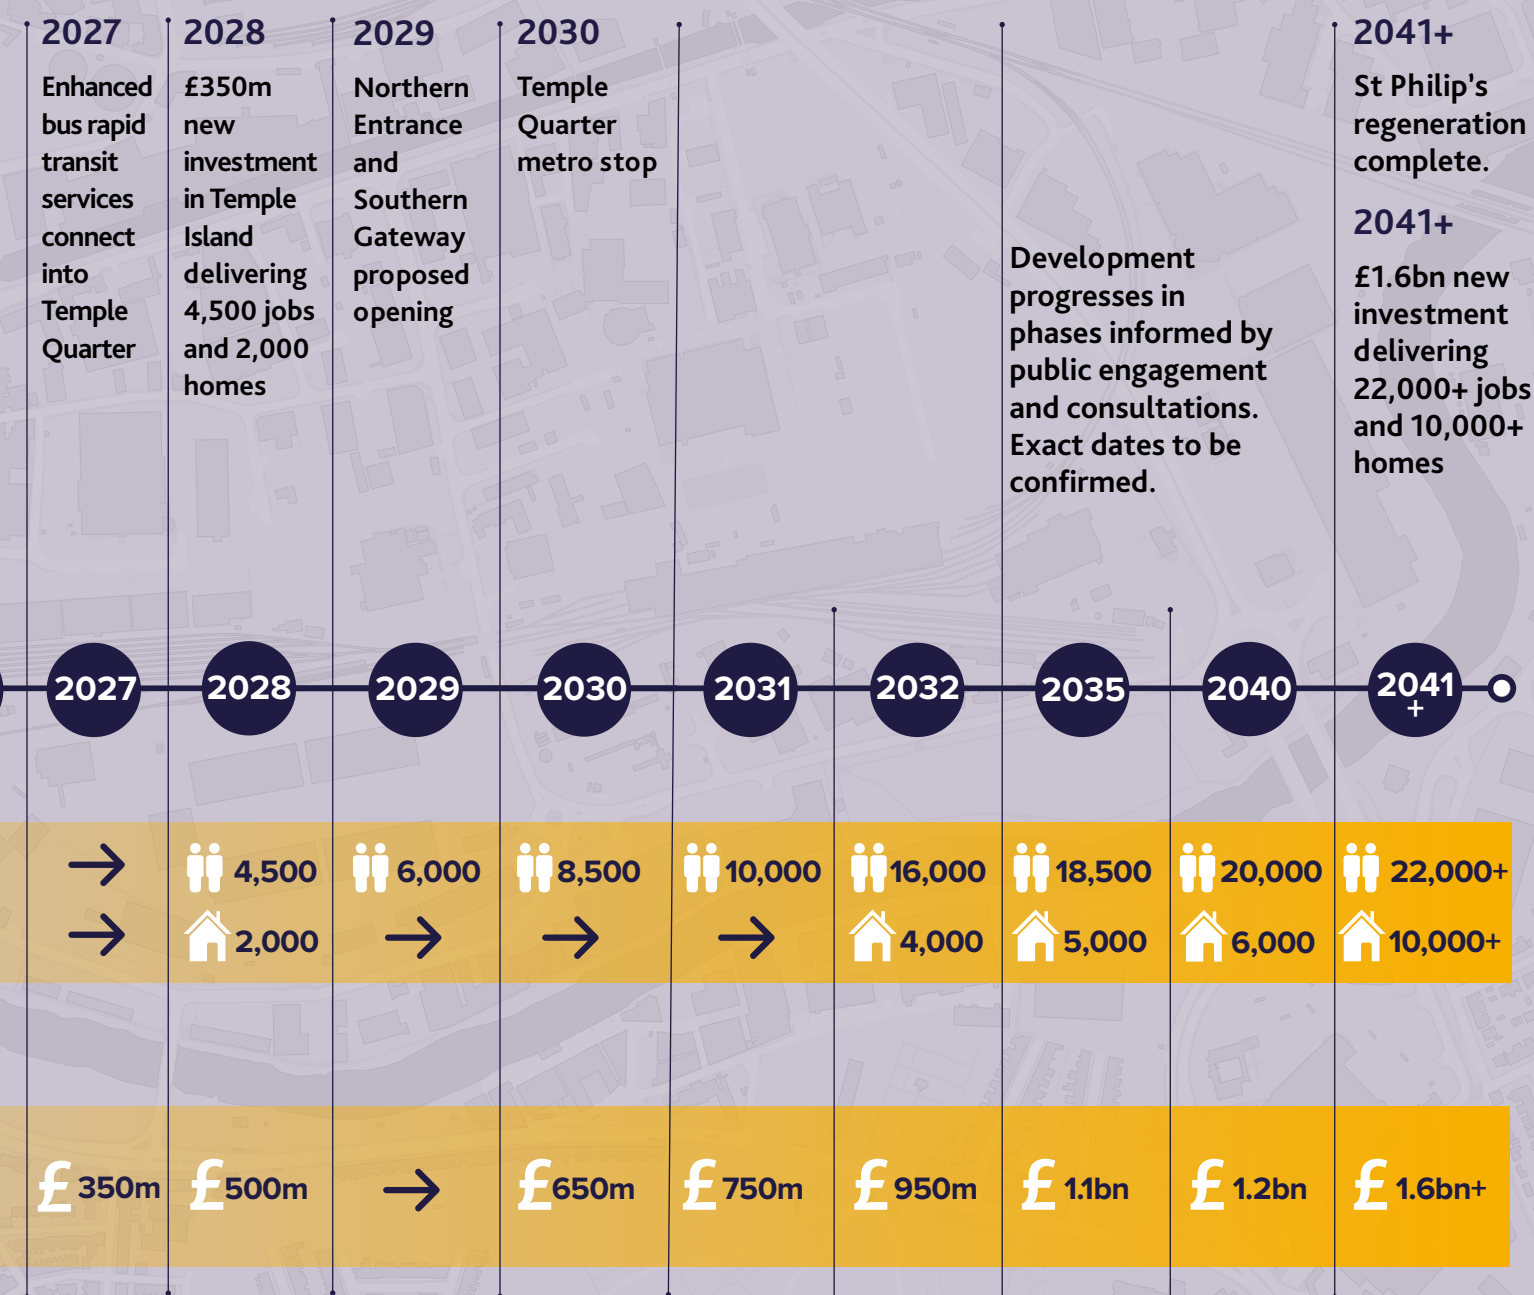 2027
Enhanced
bus rapid
transit
services
connect
into
Temple
Quarter
2028
£350m
new
investment
in Temple
Island
delivering
4,500 jobs
and 2,000
homes
2029
Northern
Entrance
and
Southern
Gateway
proposed
opening
2030
Temple
Quarter
metro stop
Development
progresses in
phases informed by
public engagement
and consultations.
Exact dates to be
confirmed.
2041+
St Philip's
regeneration
complete.
2041+
£1.6bn new
investment
delivering
22,000+ jobs
and 10,000+
homes
2027 2028 2029 2030 2031 2032 2035 2040 2041
+
4,500 6,000 8,500 10,000 16,000 18,500 20,000 22,000+
2,000 4,000 5,000 6,000 10,000+
£ 350m £500m £650m £ 750m £ 950m £ 1.1bn £ 1.2bn £ 1.6bn+